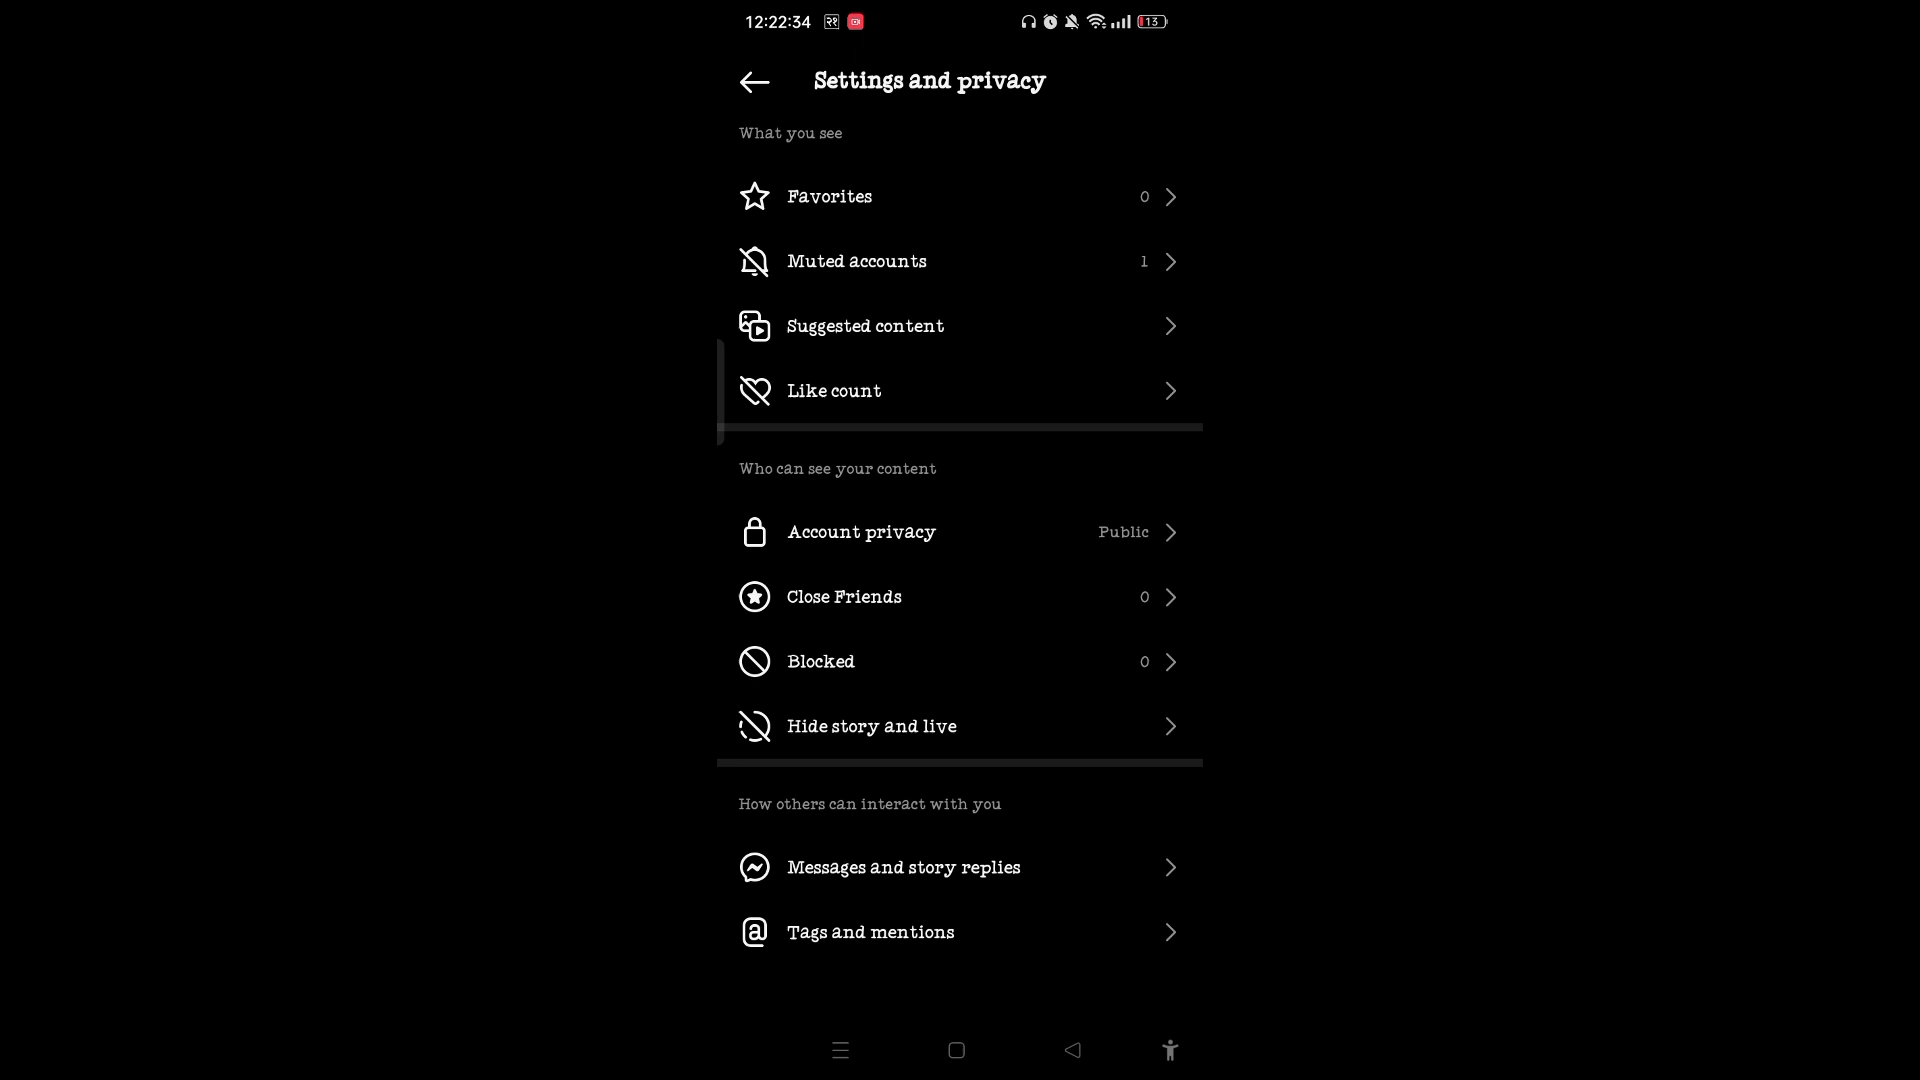 12:22:34 २१ 13
Settings and privacy
What you see
Favorites 0
Muted accounts 1
Suggested content
Like count
Who can see your content
Account privacy Public
Close Friends 0
Blocked 0
Hide story and live
How others can interact with you
Messages and story replies
Tags and mentions